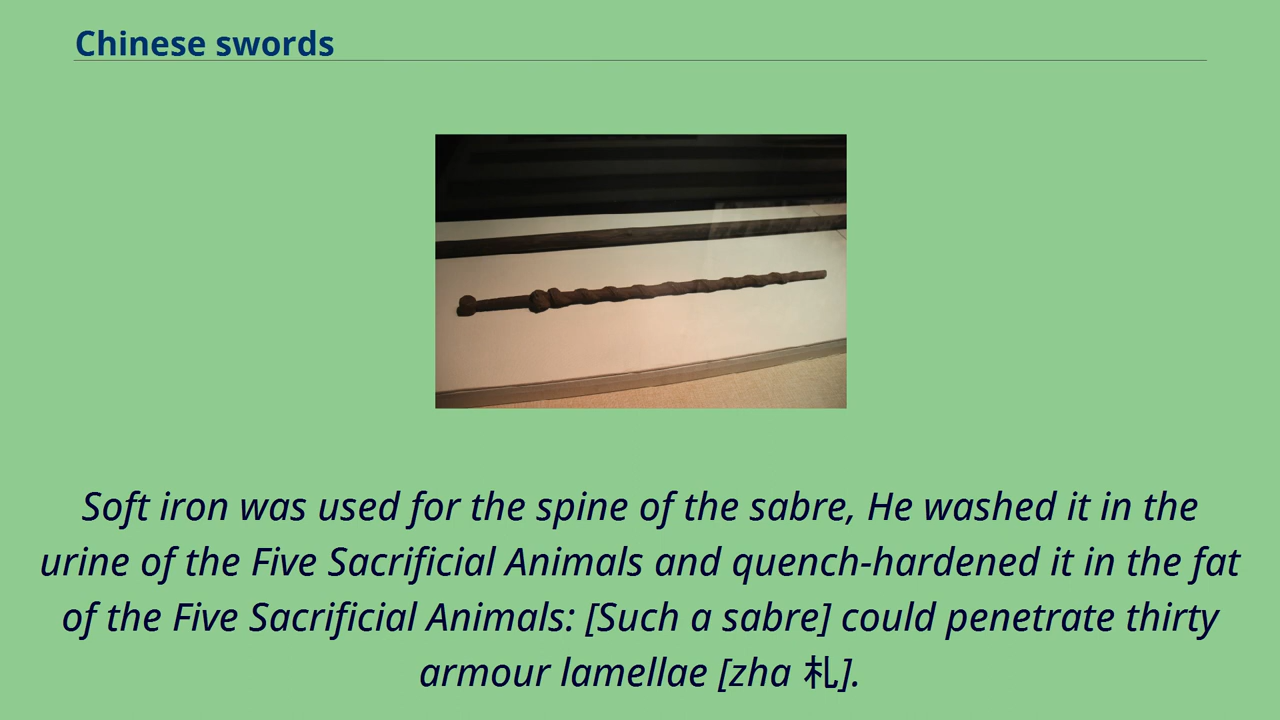 Chinese swords
Soft iron was used for the spine of the sabre, He washed it in the
urine of the Five Sacrificial Animals and quench-hardened it in the fat
of the Five Sacrificial Animals: [Such a sabre] could penetrate thirty
armour lamellae [zha 札].